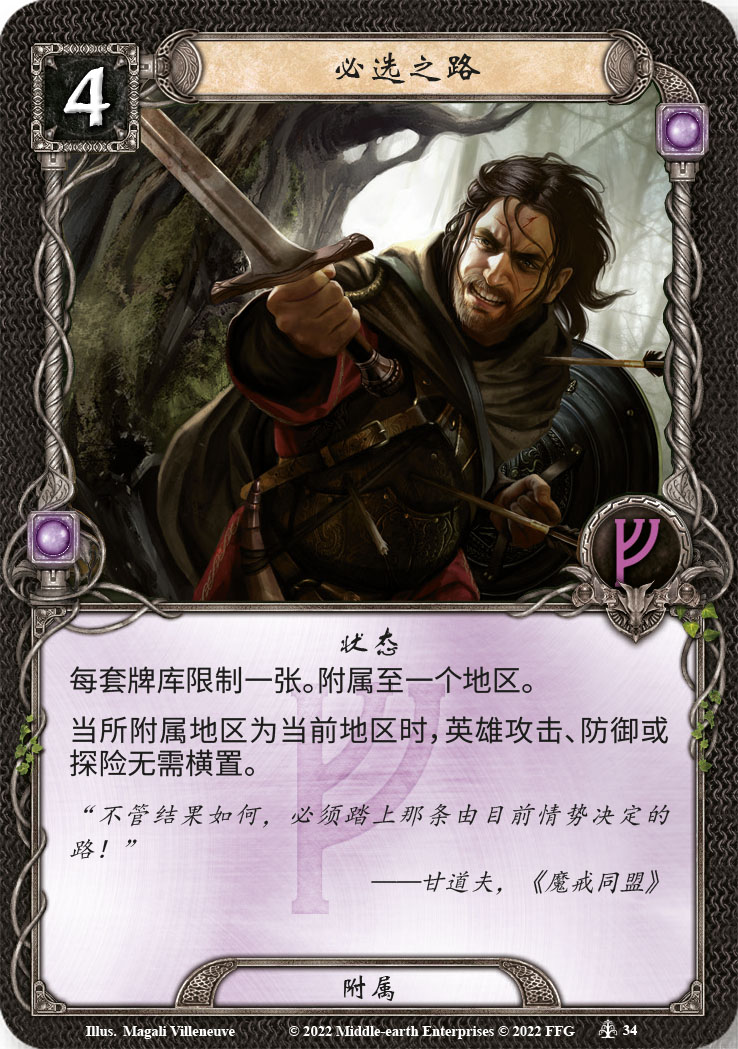 必选之路
4
状态
每套牌库限制一张。附属至一个地区。
当所附属地区为当前地区时,英雄攻击、防御或
探险无需横置。
“不管结果如何，必须踏上那条由目前情势决定的
路！”
——甘道夫，《魔戒同盟》
附属
Illus. Magali Villeneuve © 2022 Middle-earth Enterprises © 2022 FFG 34